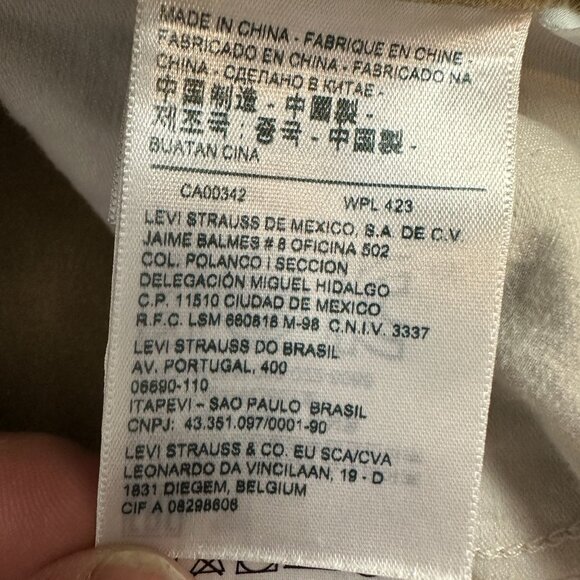 MADE IN CHINA - FABRIQUE EN CHINE -
FABRICADO EN CHINA - FABRICADO NA
CHINA - СДЕЛАНО В КИТАЕ -
中国制造 - 中國製 -
제조국: 중국 - 中國製 -
BUATAN CINA
CA00342 WPL 423
LEVI STRAUSS DE MEXICO, S.A. DE C.V.
JAIME BALMES # 8 OFICINA 502
COL. POLANCO I SECCION
DELEGACIÓN MIGUEL HIDALGO
C.P. 11510 CIUDAD DE MEXICO
R.F.C. LSM 660818 M-98 C.N.I.V. 3337
LEVI STRAUSS DO BRASIL
AV. PORTUGAL, 400
06690-110
ITAPEVI - SAO PAULO BRASIL
CNPJ: 43.351.097/0001-90
LEVI STRAUSS & CO. EU SCA/CVA
LEONARDO DA VINCILAAN, 19 - D
1831 DIEGEM, BELGIUM
CIF A 08298608